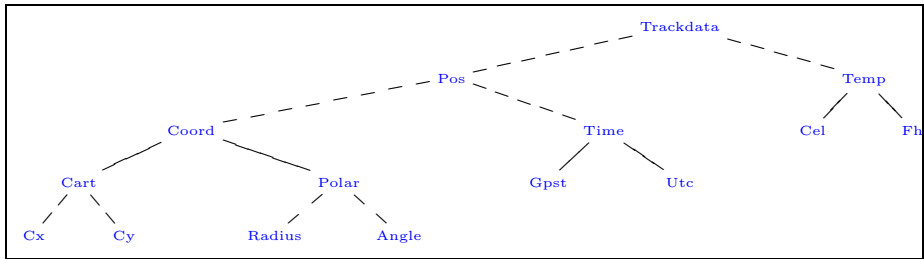 Trackdata
Pos Temp
Coord Time Cel Fh
Cart Polar Gpst Utc
Cx Cy Radius Angle